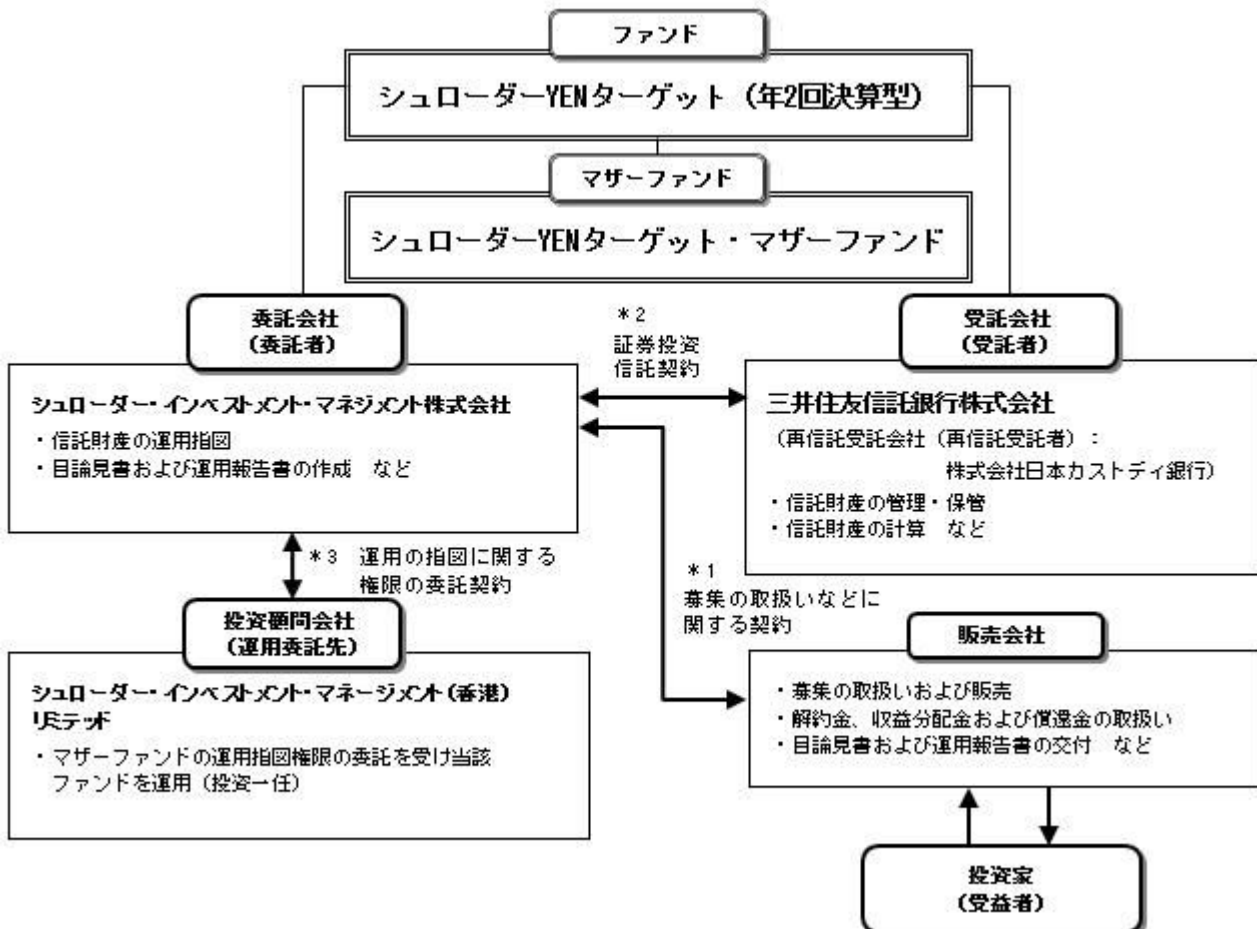 ファンド
シュローダーYENターゲット（年2回決算型）
マザーファンド
シュローダーYENターゲット・マザーファンド
委託会社
（委託者）
シュローダー・インベストメント・マネジメント株式会社
・信託財産の運用指図
・目論見書および運用報告書の作成　など
＊2
証券投資
信託契約
受託会社
（受託者）
三井住友信託銀行株式会社
（再信託受託会社（再信託受託者）：
株式会社日本カストディ銀行）
・信託財産の管理・保管
・信託財産の計算　など
＊3　運用の指図に関する
権限の委託契約
＊1
募集の取扱いなどに
関する契約
投資顧問会社
（運用委託先）
シュローダー・インベストメント・マネージメント（香港）
リミテッド
・マザーファンドの運用指図権限の委託を受け当該
ファンドを運用（投資一任）
販売会社
・募集の取扱いおよび販売
・解約金、収益分配金および償還金の取扱い
・目論見書および運用報告書の交付　など
投資家
（受益者）